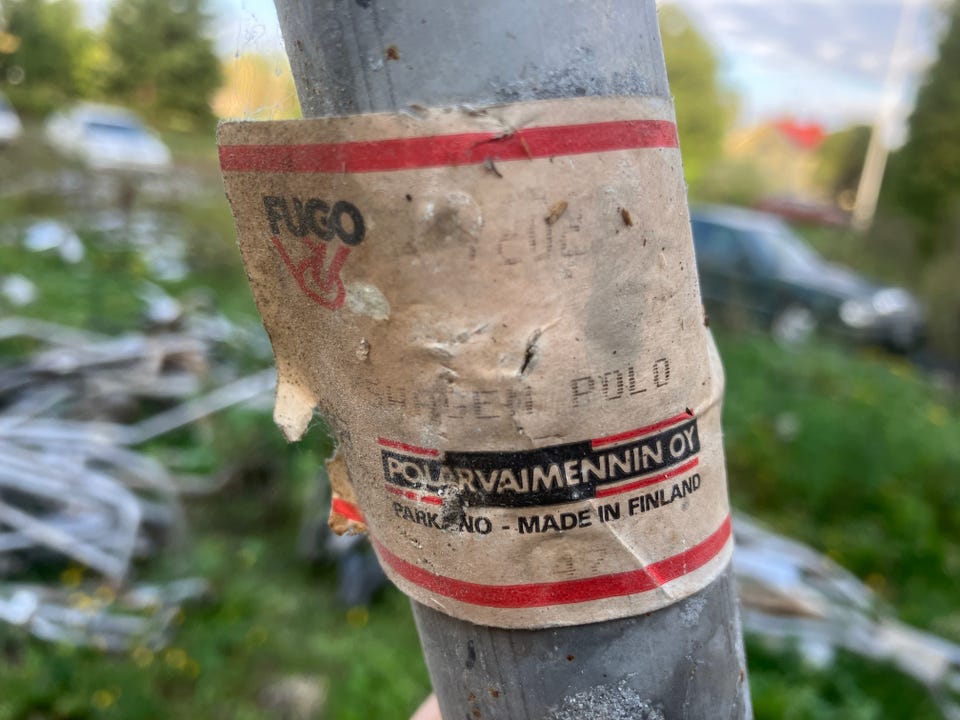 FUGO
POLO
POLARVAIMENNIN OY
PARKANO - MADE IN FINLAND